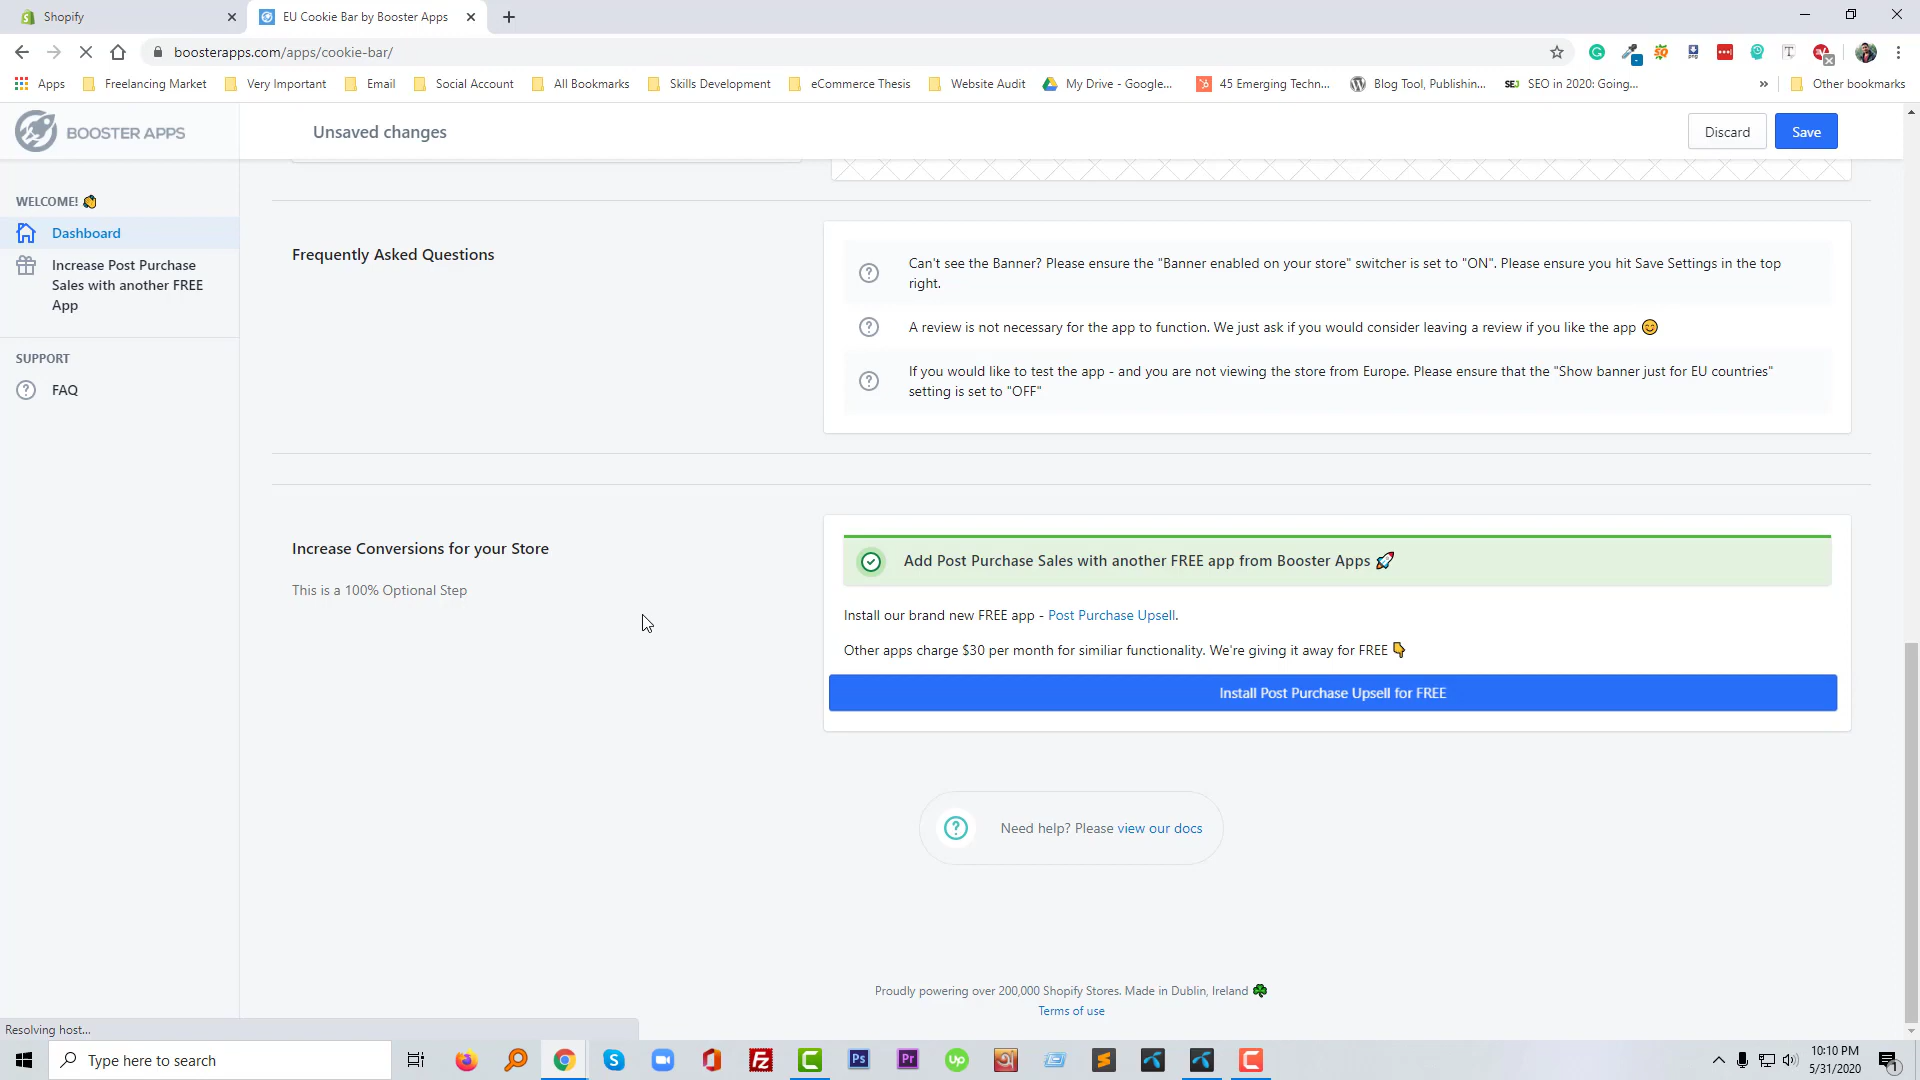 Shopify
EU Cookie Bar by Booster Apps
boosterapps.com/apps/cookie-bar/
Apps
Freelancing Market
Very Important
Email
Social Account
All Bookmarks
Skills Development
eCommerce Thesis
Website Audit
My Drive - Google...
45 Emerging Techn...
Blog Tool, Publishin...
SEO in 2020: Going...
Other bookmarks
BOOSTER APPS
Unsaved changes
Discard
Save
WELCOME!
Dashboard
Increase Post Purchase
Sales with another FREE
App
SUPPORT
FAQ
Frequently Asked Questions
Can't see the Banner? Please ensure the "Banner enabled on your store" switcher is set to "ON". Please ensure you hit Save Settings in the top
right.
A review is not necessary for the app to function. We just ask if you would consider leaving a review if you like the app 😊
If you would like to test the app - and you are not viewing the store from Europe. Please ensure that the "Show banner just for EU countries"
setting is set to "OFF"
Increase Conversions for your Store
This is a 100% Optional Step
Add Post Purchase Sales with another FREE app from Booster Apps 🚀
Install our brand new FREE app - Post Purchase Upsell.
Other apps charge $30 per month for similiar functionality. We're giving it away for FREE 👇
Install Post Purchase Upsell for FREE
Need help? Please view our docs
Proudly powering over 200,000 Shopify Stores. Made in Dublin, Ireland ☘
Terms of use
Resolving host...
Type here to search
10:10 PM
5/31/2020